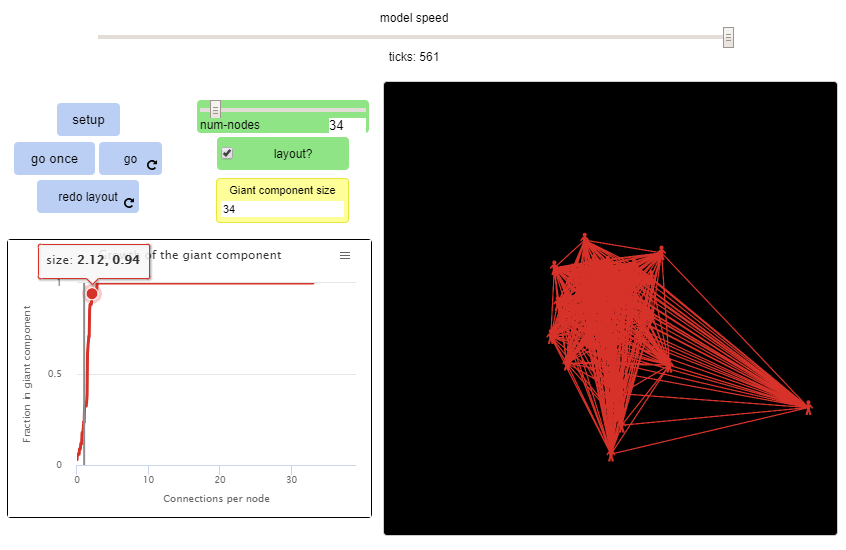 model speed
ticks: 561
setup
go once
go
redo layout
num-nodes 34
layout?
Giant component size
34
size: 2.12, 0.94
of the giant component
Fraction in giant component
1
0.5
0
0 10 20 30
Connections per node